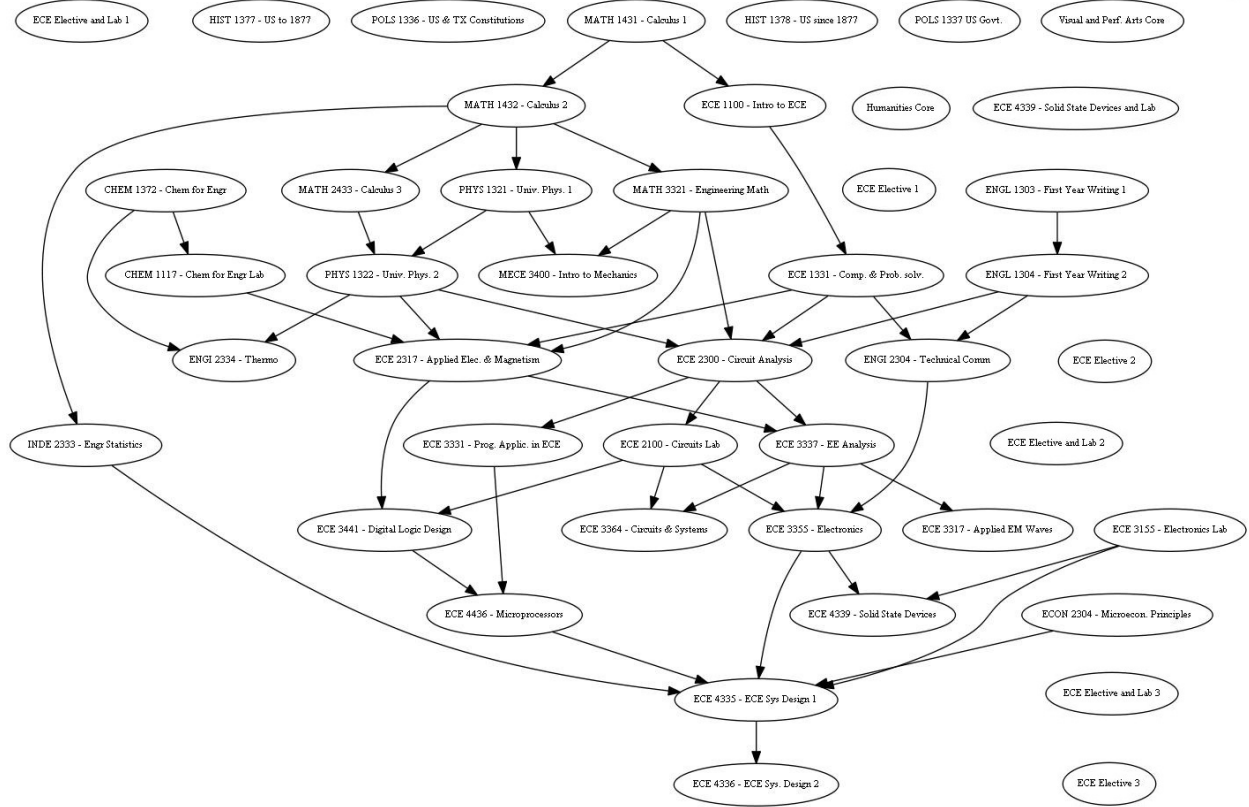 ECE Elective and Lab 1
HIST 1377 - US to 1877
POLS 1336 - US & TX Constitutions
MATH 1431 - Calculus 1
HIST 1378 - US since 1877
POLS 1337 US Govt.
Visual and Perf. Arts Core
MATH 1432 - Calculus 2
ECE 1100 - Intro to ECE
Humanities Core
ECE 4339 - Solid State Devices and Lab
CHEM 1372 - Chem for Engr
MATH 2433 - Calculus 3
PHYS 1321 - Univ. Phys. 1
MATH 3321 - Engineering Math
ECE Elective 1
ENGL 1303 - First Year Writing 1
CHEM 1117 - Chem for Engr Lab
PHYS 1322 - Univ. Phys. 2
MECE 3400 - Intro to Mechanics
ECE 1331 - Comp. & Prob. solv.
ENGL 1304 - First Year Writing 2
ENGI 2334 - Thermo
ECE 2317 - Applied Elec. & Magnetism
ECE 2300 - Circuit Analysis
ENGI 2304 - Technical Comm
ECE Elective 2
INDE 2333 - Engr Statistics
ECE 3331 - Prog. Applic. in ECE
ECE 2100 - Circuits Lab
ECE 3337 - EE Analysis
ECE Elective and Lab 2
ECE 3441 - Digital Logic Design
ECE 3364 - Circuits & Systems
ECE 3355 - Electronics
ECE 3317 - Applied EM Waves
ECE 3155 - Electronics Lab
ECE 4436 - Microprocessors
ECE 4339 - Solid State Devices
ECON 2304 - Microecon. Principles
ECE 4335 - ECE Sys Design 1
ECE Elective and Lab 3
ECE 4336 - ECE Sys. Design 2
ECE Elective 3